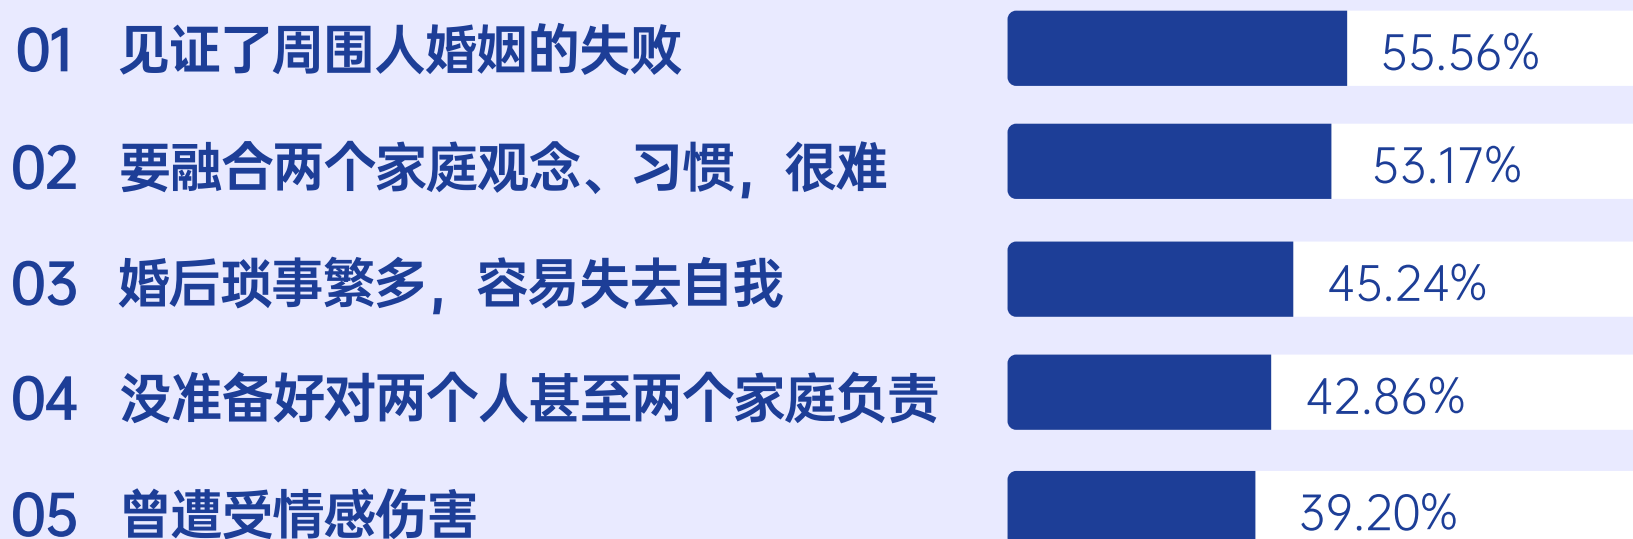 01 见证了周围人婚姻的失败 55.56%
02 要融合两个家庭观念、习惯，很难 53.17%
03 婚后琐事繁多，容易失去自我 45.24%
04 没准备好对两个人甚至两个家庭负责 42.86%
05 曾遭受情感伤害 39.20%